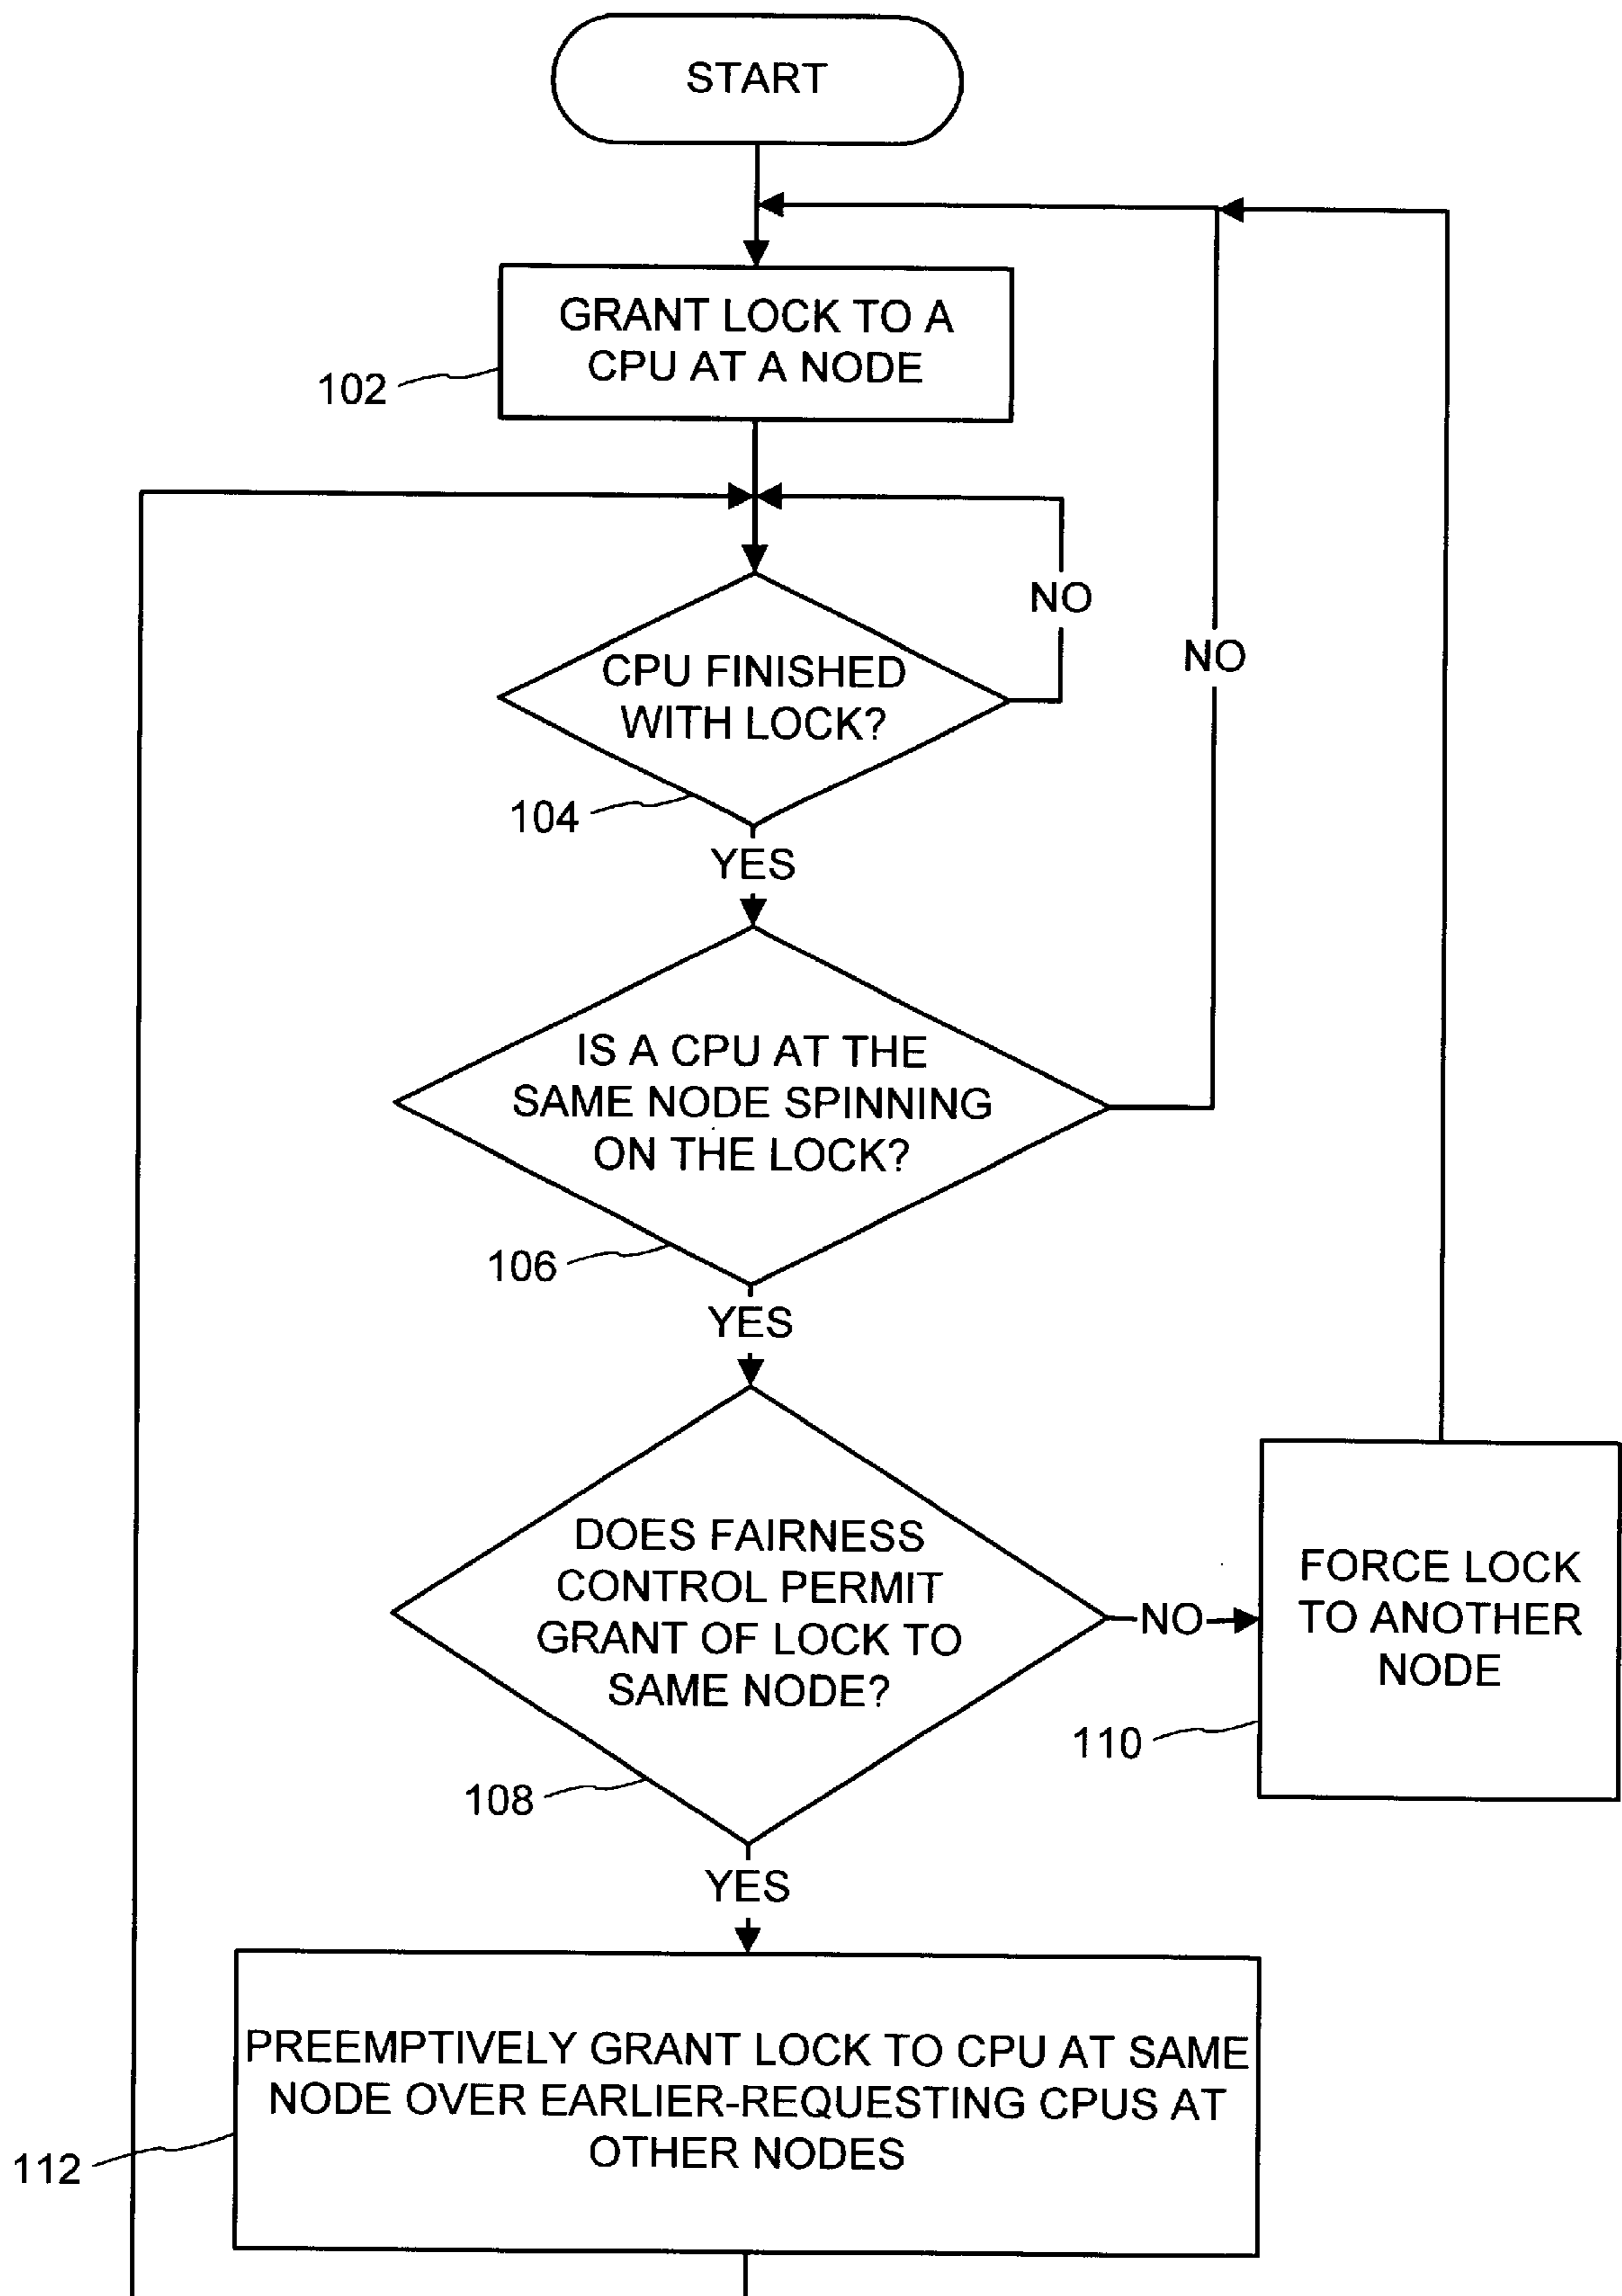 START
GRANT LOCK TO A
CPU AT A NODE
102
NO
CPU FINISHED
WITH LOCK?
NO
104
YES
IS A CPU AT THE
SAME NODE SPINNING
ON THE LOCK?
106
YES
DOES FAIRNESS
CONTROL PERMIT
GRANT OF LOCK TO
SAME NODE?
NO
FORCE LOCK
TO ANOTHER
NODE
110
108
YES
PREEMPTIVELY GRANT LOCK TO CPU AT SAME
NODE OVER EARLIER-REQUESTING CPUS AT
OTHER NODES
112